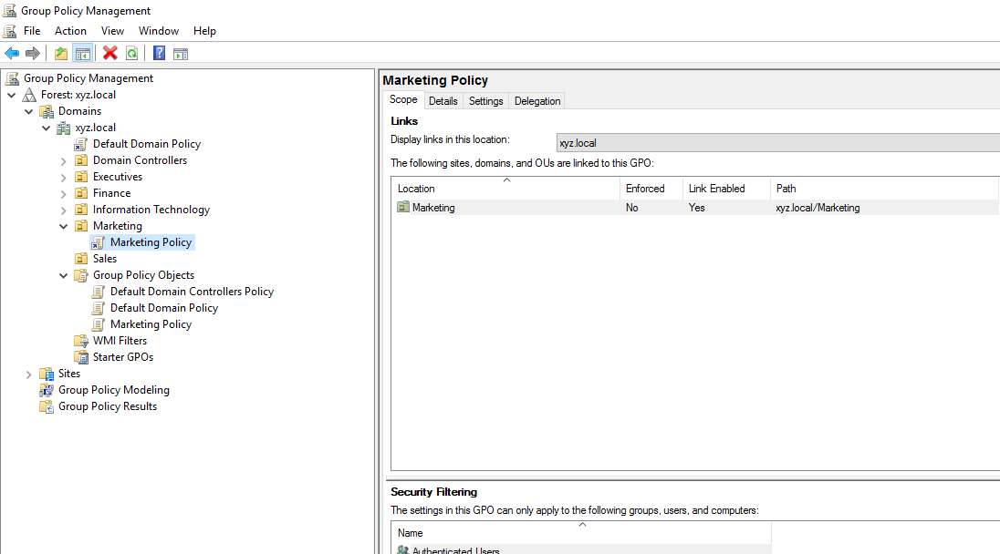 Group Policy Management
File Action View Window Help
Group Policy Management
Forest: xyz.local
Domains
xyz.local
Default Domain Policy
Domain Controllers
Executives
Finance
Information Technology
Marketing
Marketing Policy
Sales
Group Policy Objects
Default Domain Controllers Policy
Default Domain Policy
Marketing Policy
WMI Filters
Starter GPOs
Sites
Group Policy Modeling
Group Policy Results
Marketing Policy
Scope Details Settings Delegation
Links
Display links in this location: xyz.local
The following sites, domains, and OUs are linked to this GPO:
Location Enforced Link Enabled Path
Marketing No Yes xyz.local/Marketing
Security Filtering
The settings in this GPO can only apply to the following groups, users, and computers:
Name
Authenticated Users